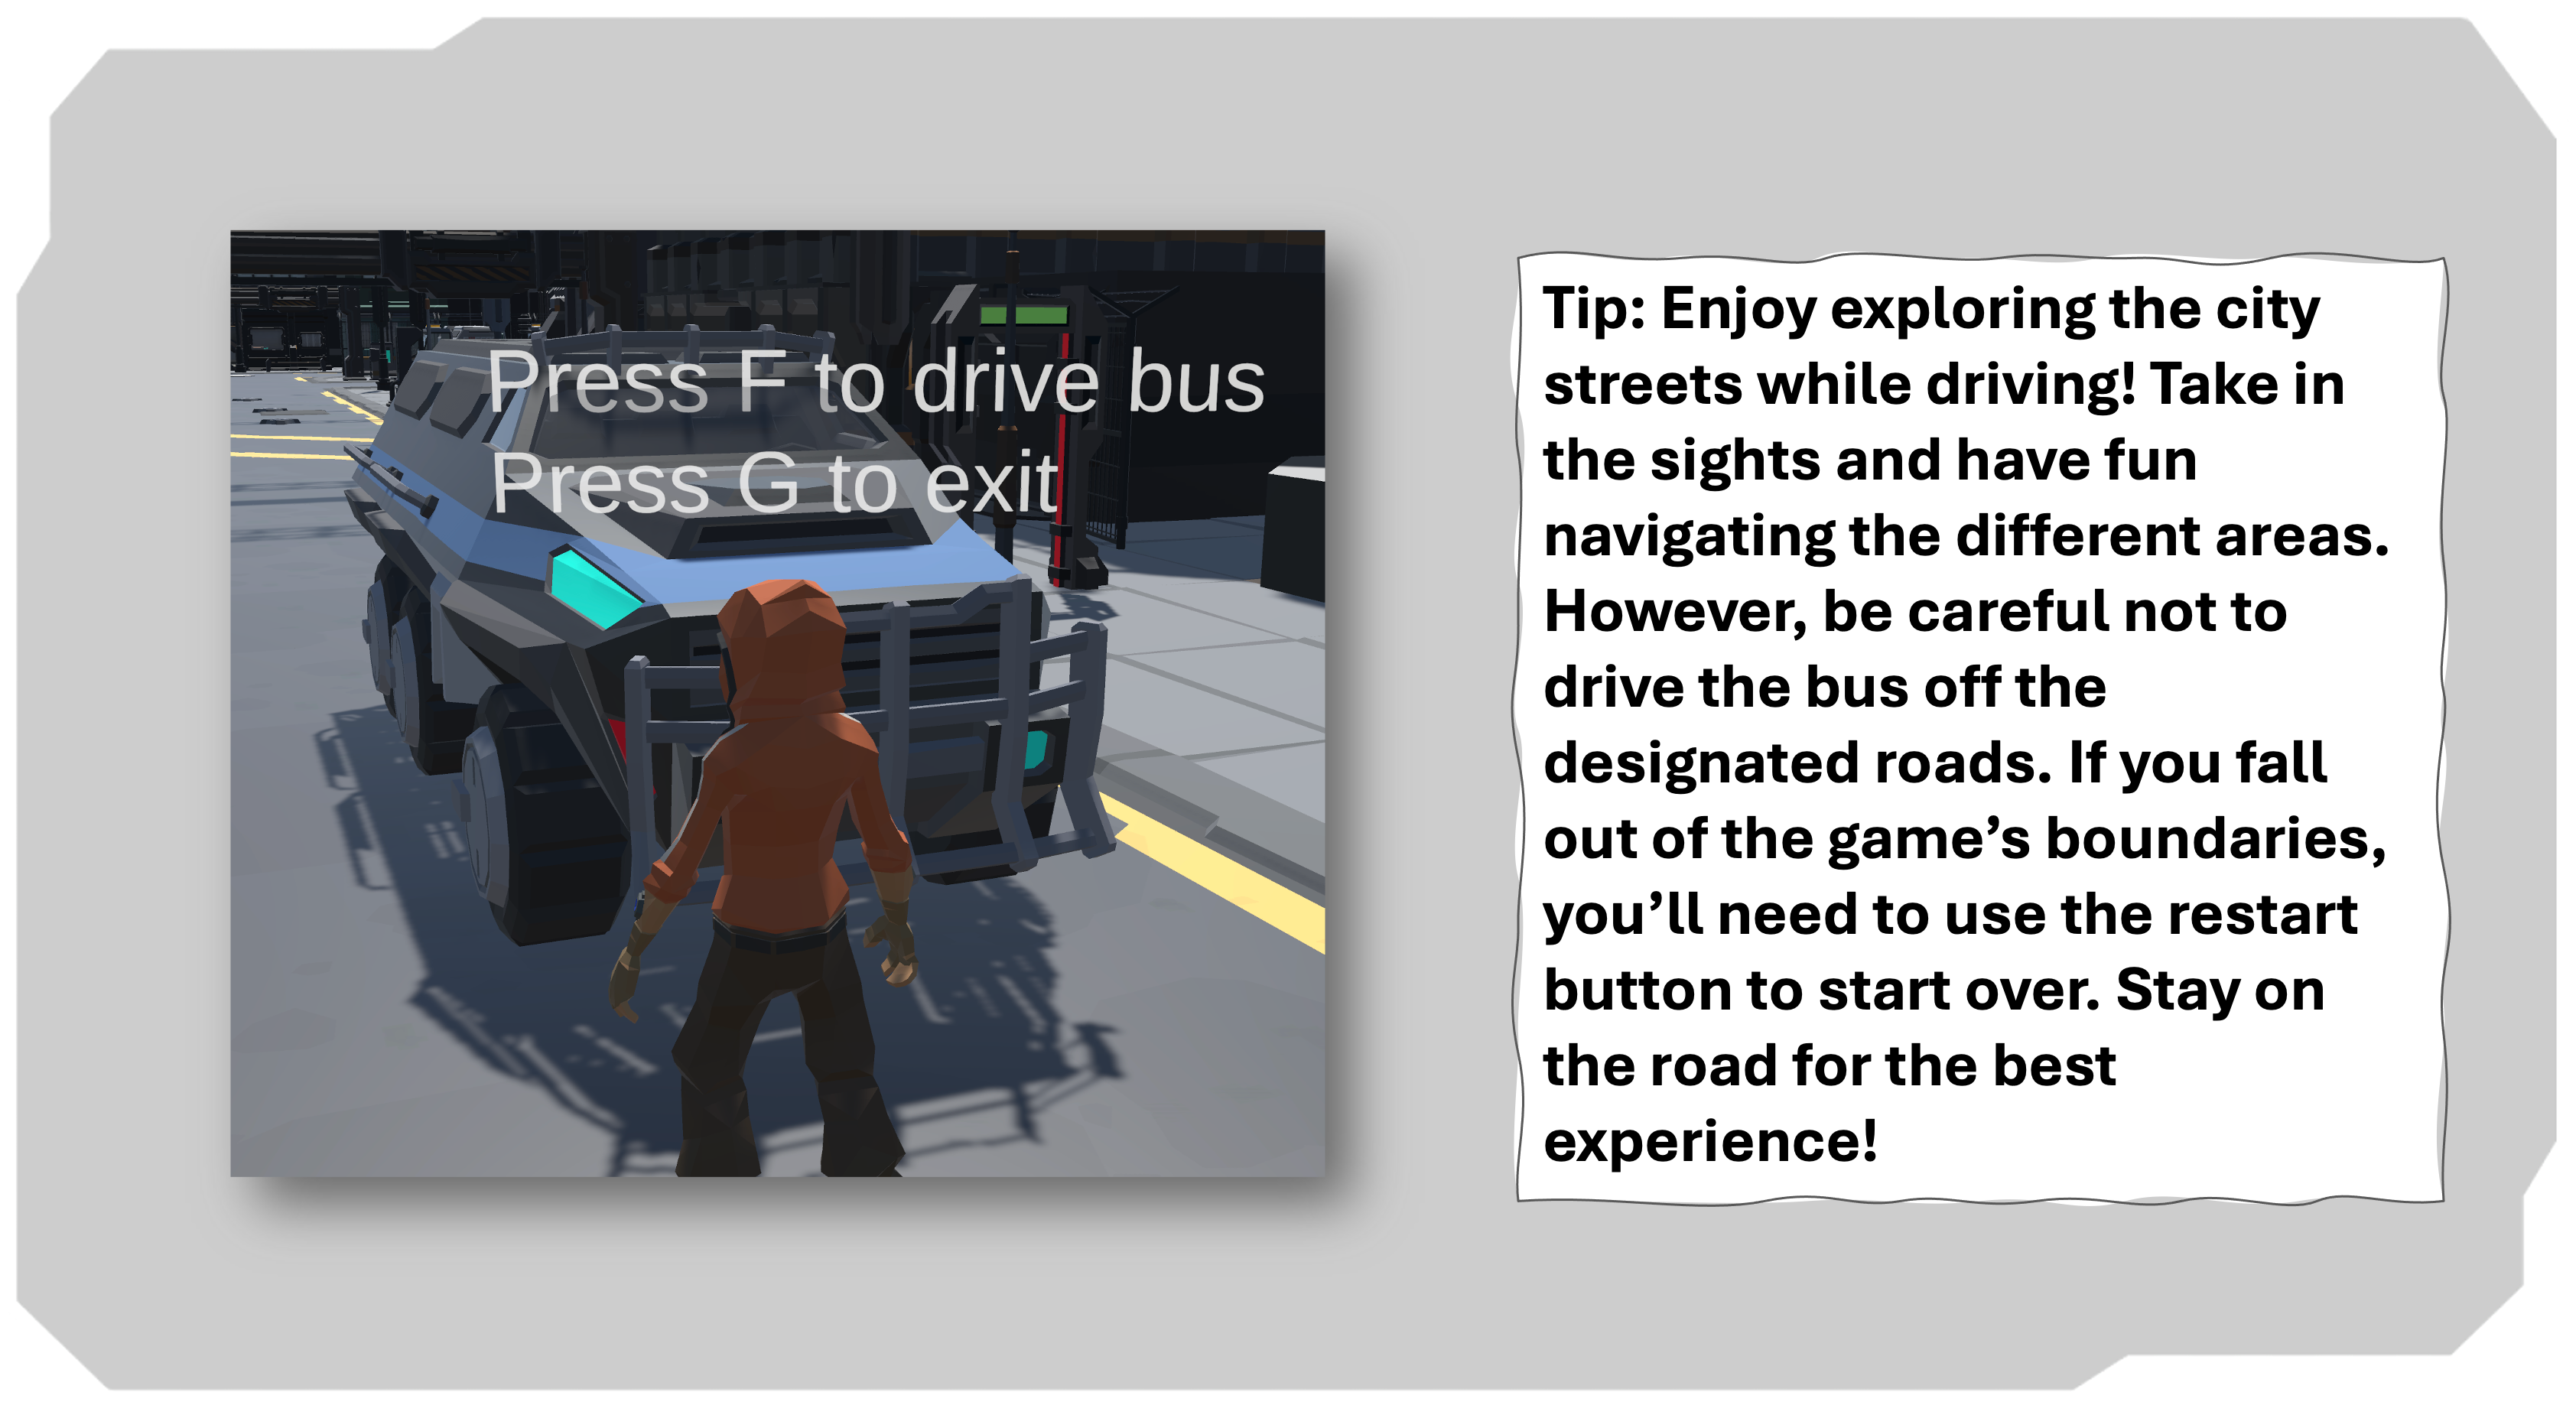 Press F to drive bus
Press G to exit
Tip: Enjoy exploring the city
streets while driving! Take in
the sights and have fun
navigating the different areas.
However, be careful not to
drive the bus off the
designated roads. If you fall
out of the game’s boundaries,
you’ll need to use the restart
button to start over. Stay on
the road for the best
experience!